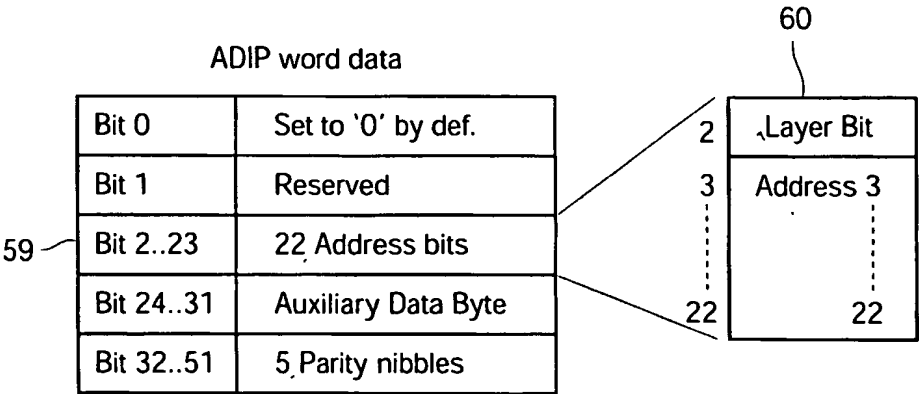 ADIP word data
Bit 0 Set to '0' by def.
Bit 1 Reserved
59 Bit 2..23 22 Address bits
Bit 24..31 Auxiliary Data Byte
Bit 32..51 5 Parity nibbles
60
2 Layer Bit
3 Address 3
22 22